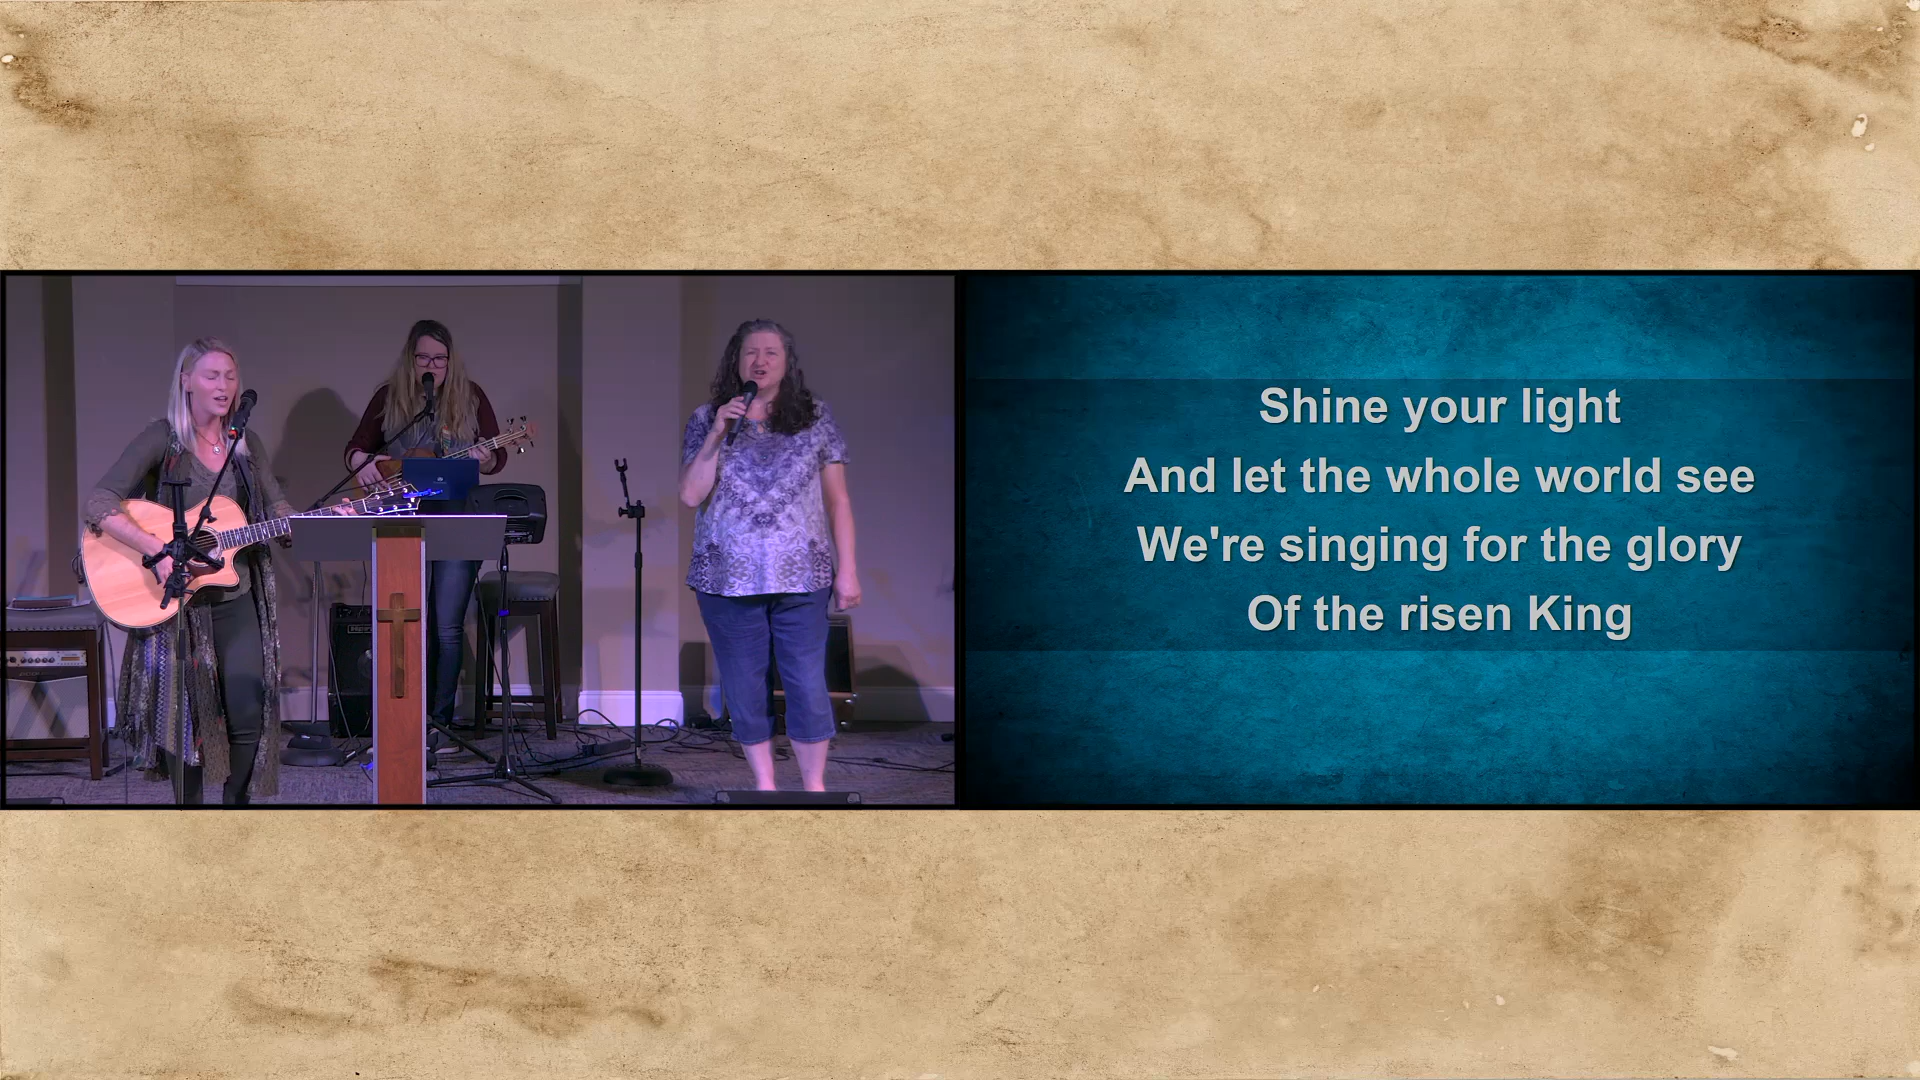 Shine your light
And let the whole world see
We're singing for the glory
Of the risen King